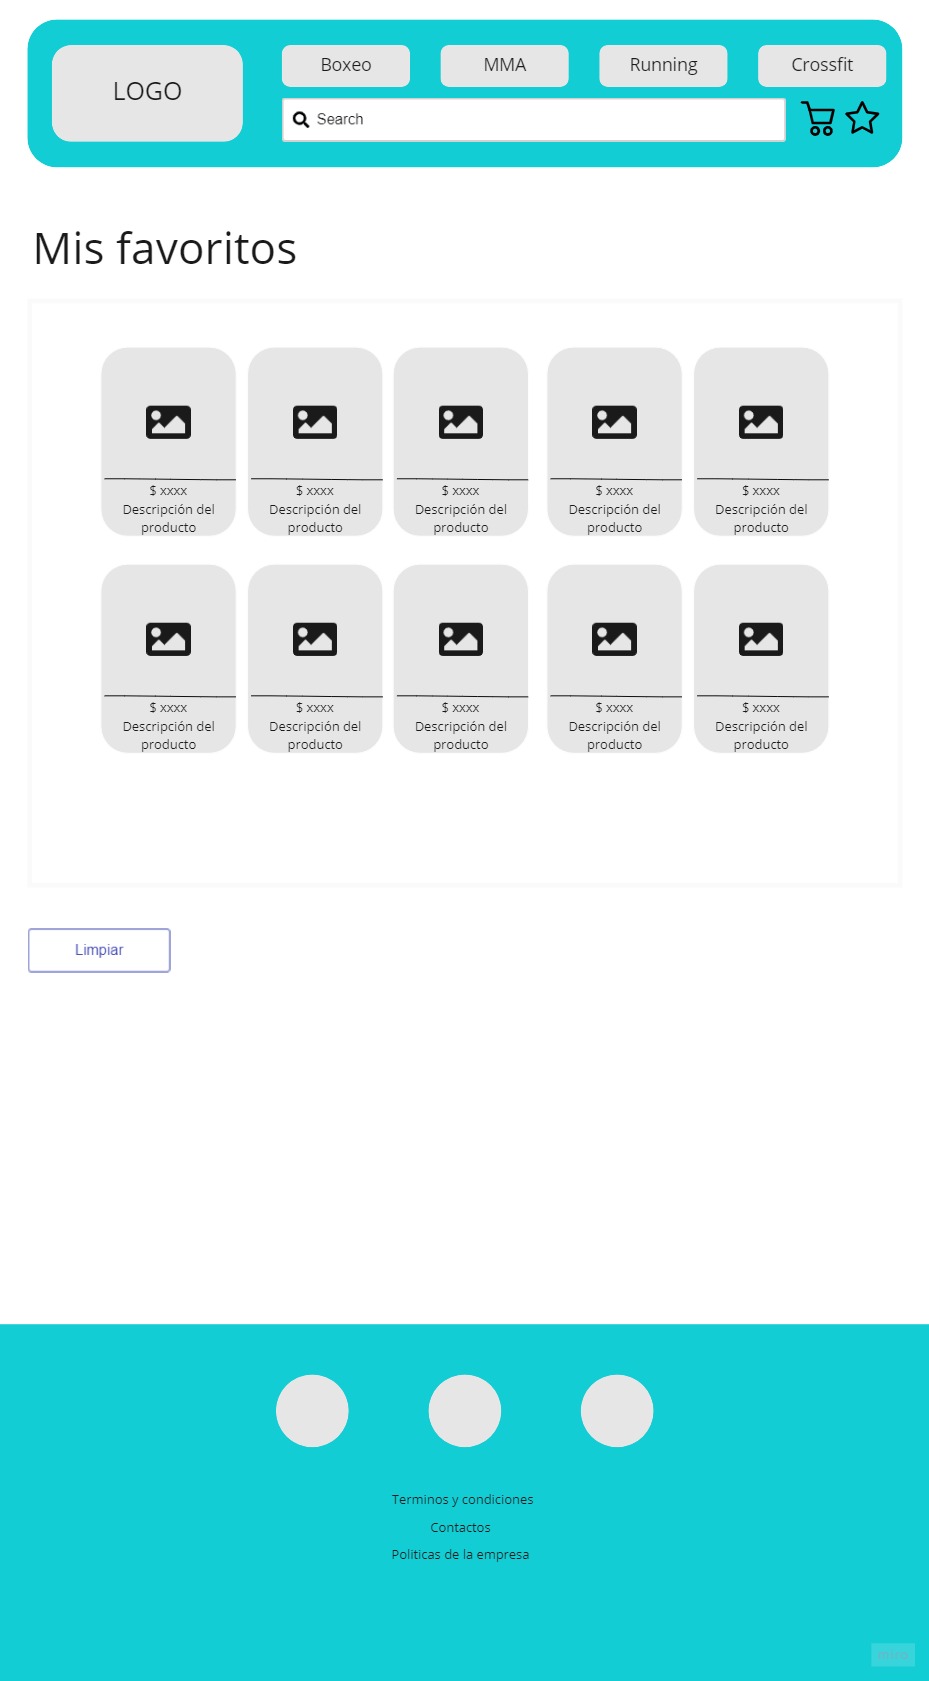 LOGO
Boxeo
MMA
Running
Crossfit
Search
Mis favoritos
$ xxxx
Descripción del
producto
$ xxxx
Descripción del
producto
$ xxxx
Descripción del
producto
$ xxxx
Descripción del
producto
$ xxxx
Descripción del
producto
$ xxxx
Descripción del
producto
$ xxxx
Descripción del
producto
$ xxxx
Descripción del
producto
$ xxxx
Descripción del
producto
$ xxxx
Descripción del
producto
Limpiar
Terminos y condiciones
Contactos
Politicas de la empresa